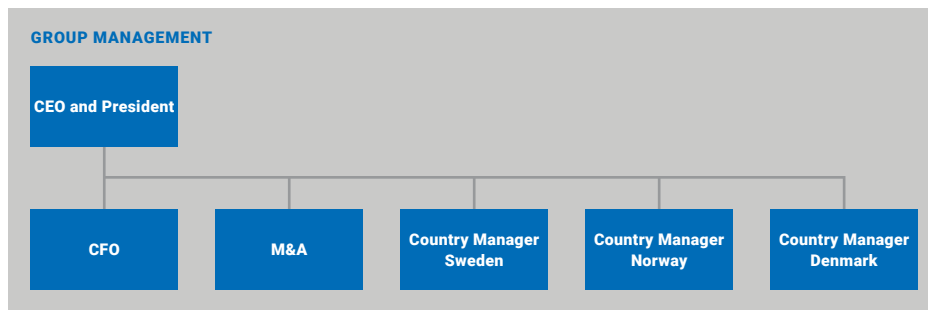 GROUP MANAGEMENT
CEO and President
CFO
M&A
Country Manager
Sweden
Country Manager
Norway
Country Manager
Denmark